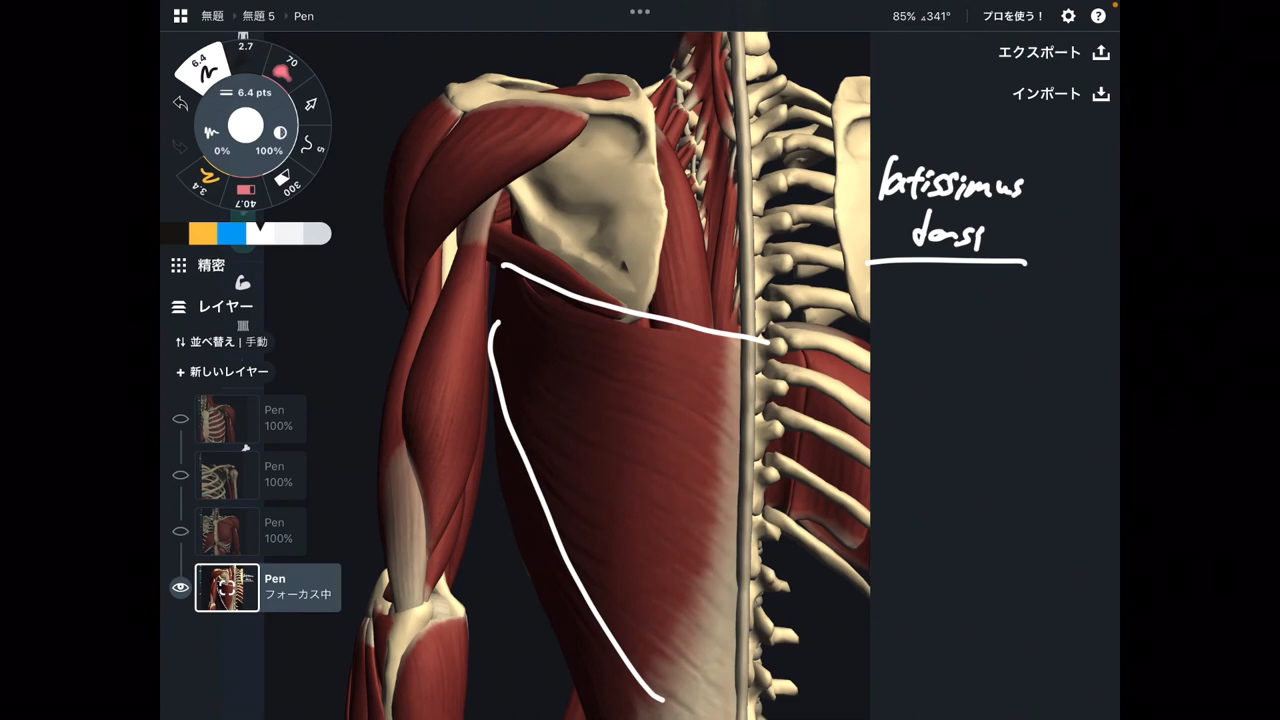 無題 > 無題 5 > Pen
85% ⊿341°
プロを使う!
エクスポート
インポート
2.7
6.4
70
6.4 pts
5
0%
100%
3.4
40.7
300
精密
レイヤー
並べ替え | 手動
+ 新しいレイヤー
Pen
100%
Pen
100%
Pen
100%
Pen
フォーカス中
latissimus